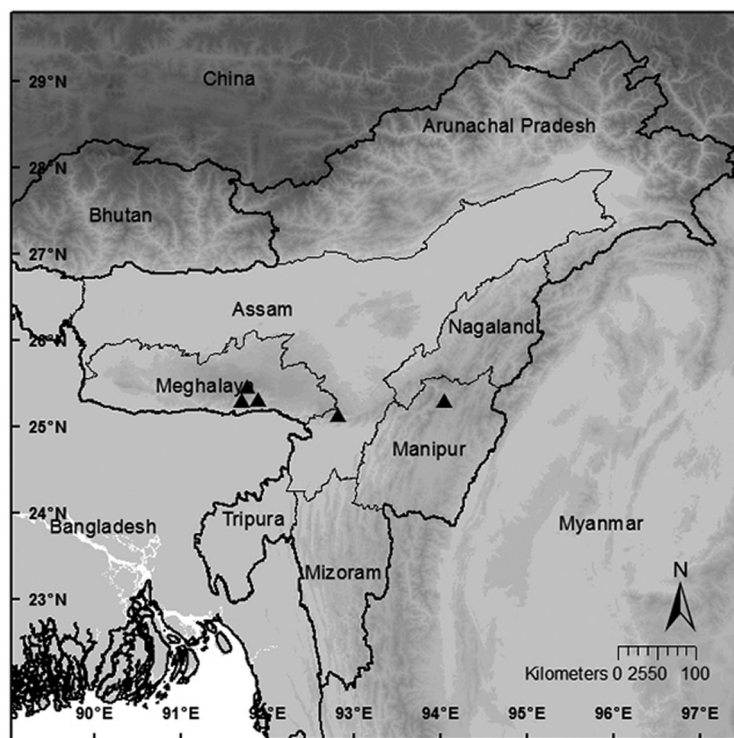 29°N
China
Arunachal Pradesh
28°N
Bhutan
27°N
Assam
Nagaland
26°N
Meghalaya
25°N
Manipur
24°N
Bangladesh
Tripura
Myanmar
Mizoram
N
23°N
Kilometers 0 2550 100
90°E 91°E 92°E 93°E 94°E 95°E 96°E 97°E